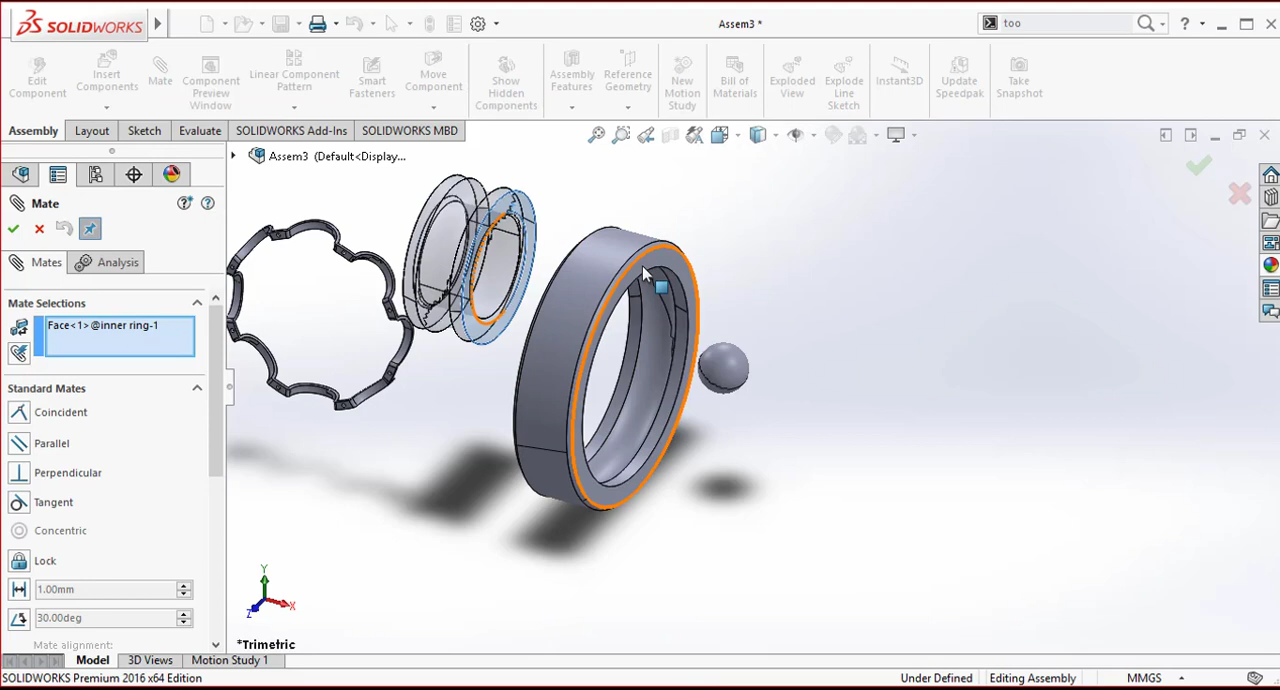 SOLIDWORKS
Assem3 *
too
?
Edit Component
Insert Components
Mate
Component Preview Window
Linear Component Pattern
Smart Fasteners
Move Component
Show Hidden Components
Assembly Features
Reference Geometry
New Motion Study
Bill of Materials
Exploded View
Explode Line Sketch
Instant3D
Update Speedpak
Take Snapshot
Assembly
Layout
Sketch
Evaluate
SOLIDWORKS Add-Ins
SOLIDWORKS MBD
Assem3 (Default<Display...
Mate
Mates
Analysis
Mate Selections
Face<1>@inner ring-1
Standard Mates
Coincident
Parallel
Perpendicular
Tangent
Concentric
Lock
1.00mm
30.00deg
Mate alignment:
Y
X
Z
*Trimetric
Model
3D Views
Motion Study 1
SOLIDWORKS Premium 2016 x64 Edition
Under Defined
Editing Assembly
MMGS